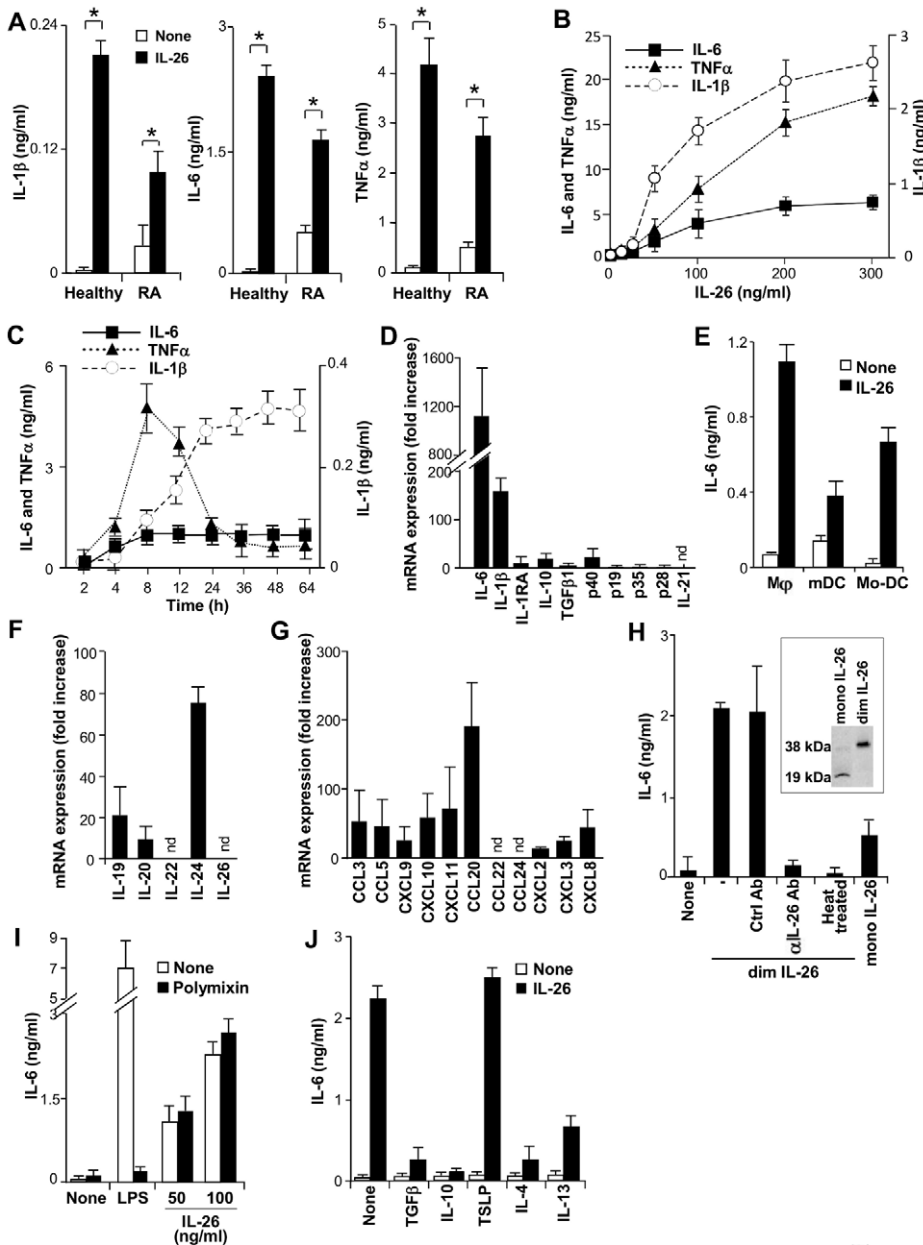 A
None
IL-26
IL-1β (ng/ml)
0.24
0.12
0
*
*
Healthy
RA
IL-6 (ng/ml)
3
1.5
0
*
*
Healthy
RA
TNFα (ng/ml)
5
4
3
2
1
0
*
*
Healthy
RA
B
IL-6
TNFα
IL-1β
IL-6 and TNFα (ng/ml)
25
20
15
10
5
0
IL-1β (ng/ml)
3
2
1
0
0
100
200
300
IL-26 (ng/ml)
C
IL-6
TNFα
IL-1β
IL-6 and TNFα (ng/ml)
6
3
0
IL-1β (ng/ml)
0.4
0.2
0
2 4 8 12 24 36 48 64
Time (h)
D
mRNA expression (fold increase)
1600
1200
800
200
100
0
nd
IL-6
IL-1β
IL-1RA
IL-10
TGFβ1
p40
p19
p35
p28
IL-21
E
None
IL-26
IL-6 (ng/ml)
1.2
0.8
0.4
0
Mφ mDC Mo-DC
F
mRNA expression (fold increase)
100
80
60
40
20
0
nd
nd
IL-19
IL-20
IL-22
IL-24
IL-26
G
mRNA expression (fold increase)
300
200
100
0
nd
nd
CCL3
CCL5
CXCL9
CXCL10
CXCL11
CCL20
CCL22
CCL24
CXCL2
CXCL3
CXCL8
H
IL-6 (ng/ml)
3
2
1
0
mono IL-26
dim IL-26
38 kDa
19 kDa
None
-
Ctrl Ab
αIL-26 Ab
Heat
treated
mono IL-26
dim IL-26
I
None
Polymixin
IL-6 (ng/ml)
9
7
5
3
1.5
0
None LPS 50 100
IL-26
(ng/ml)
J
None
IL-26
IL-6 (ng/ml)
3
2
1
0
None
TGFβ
IL-10
TSLP
IL-4
IL-13